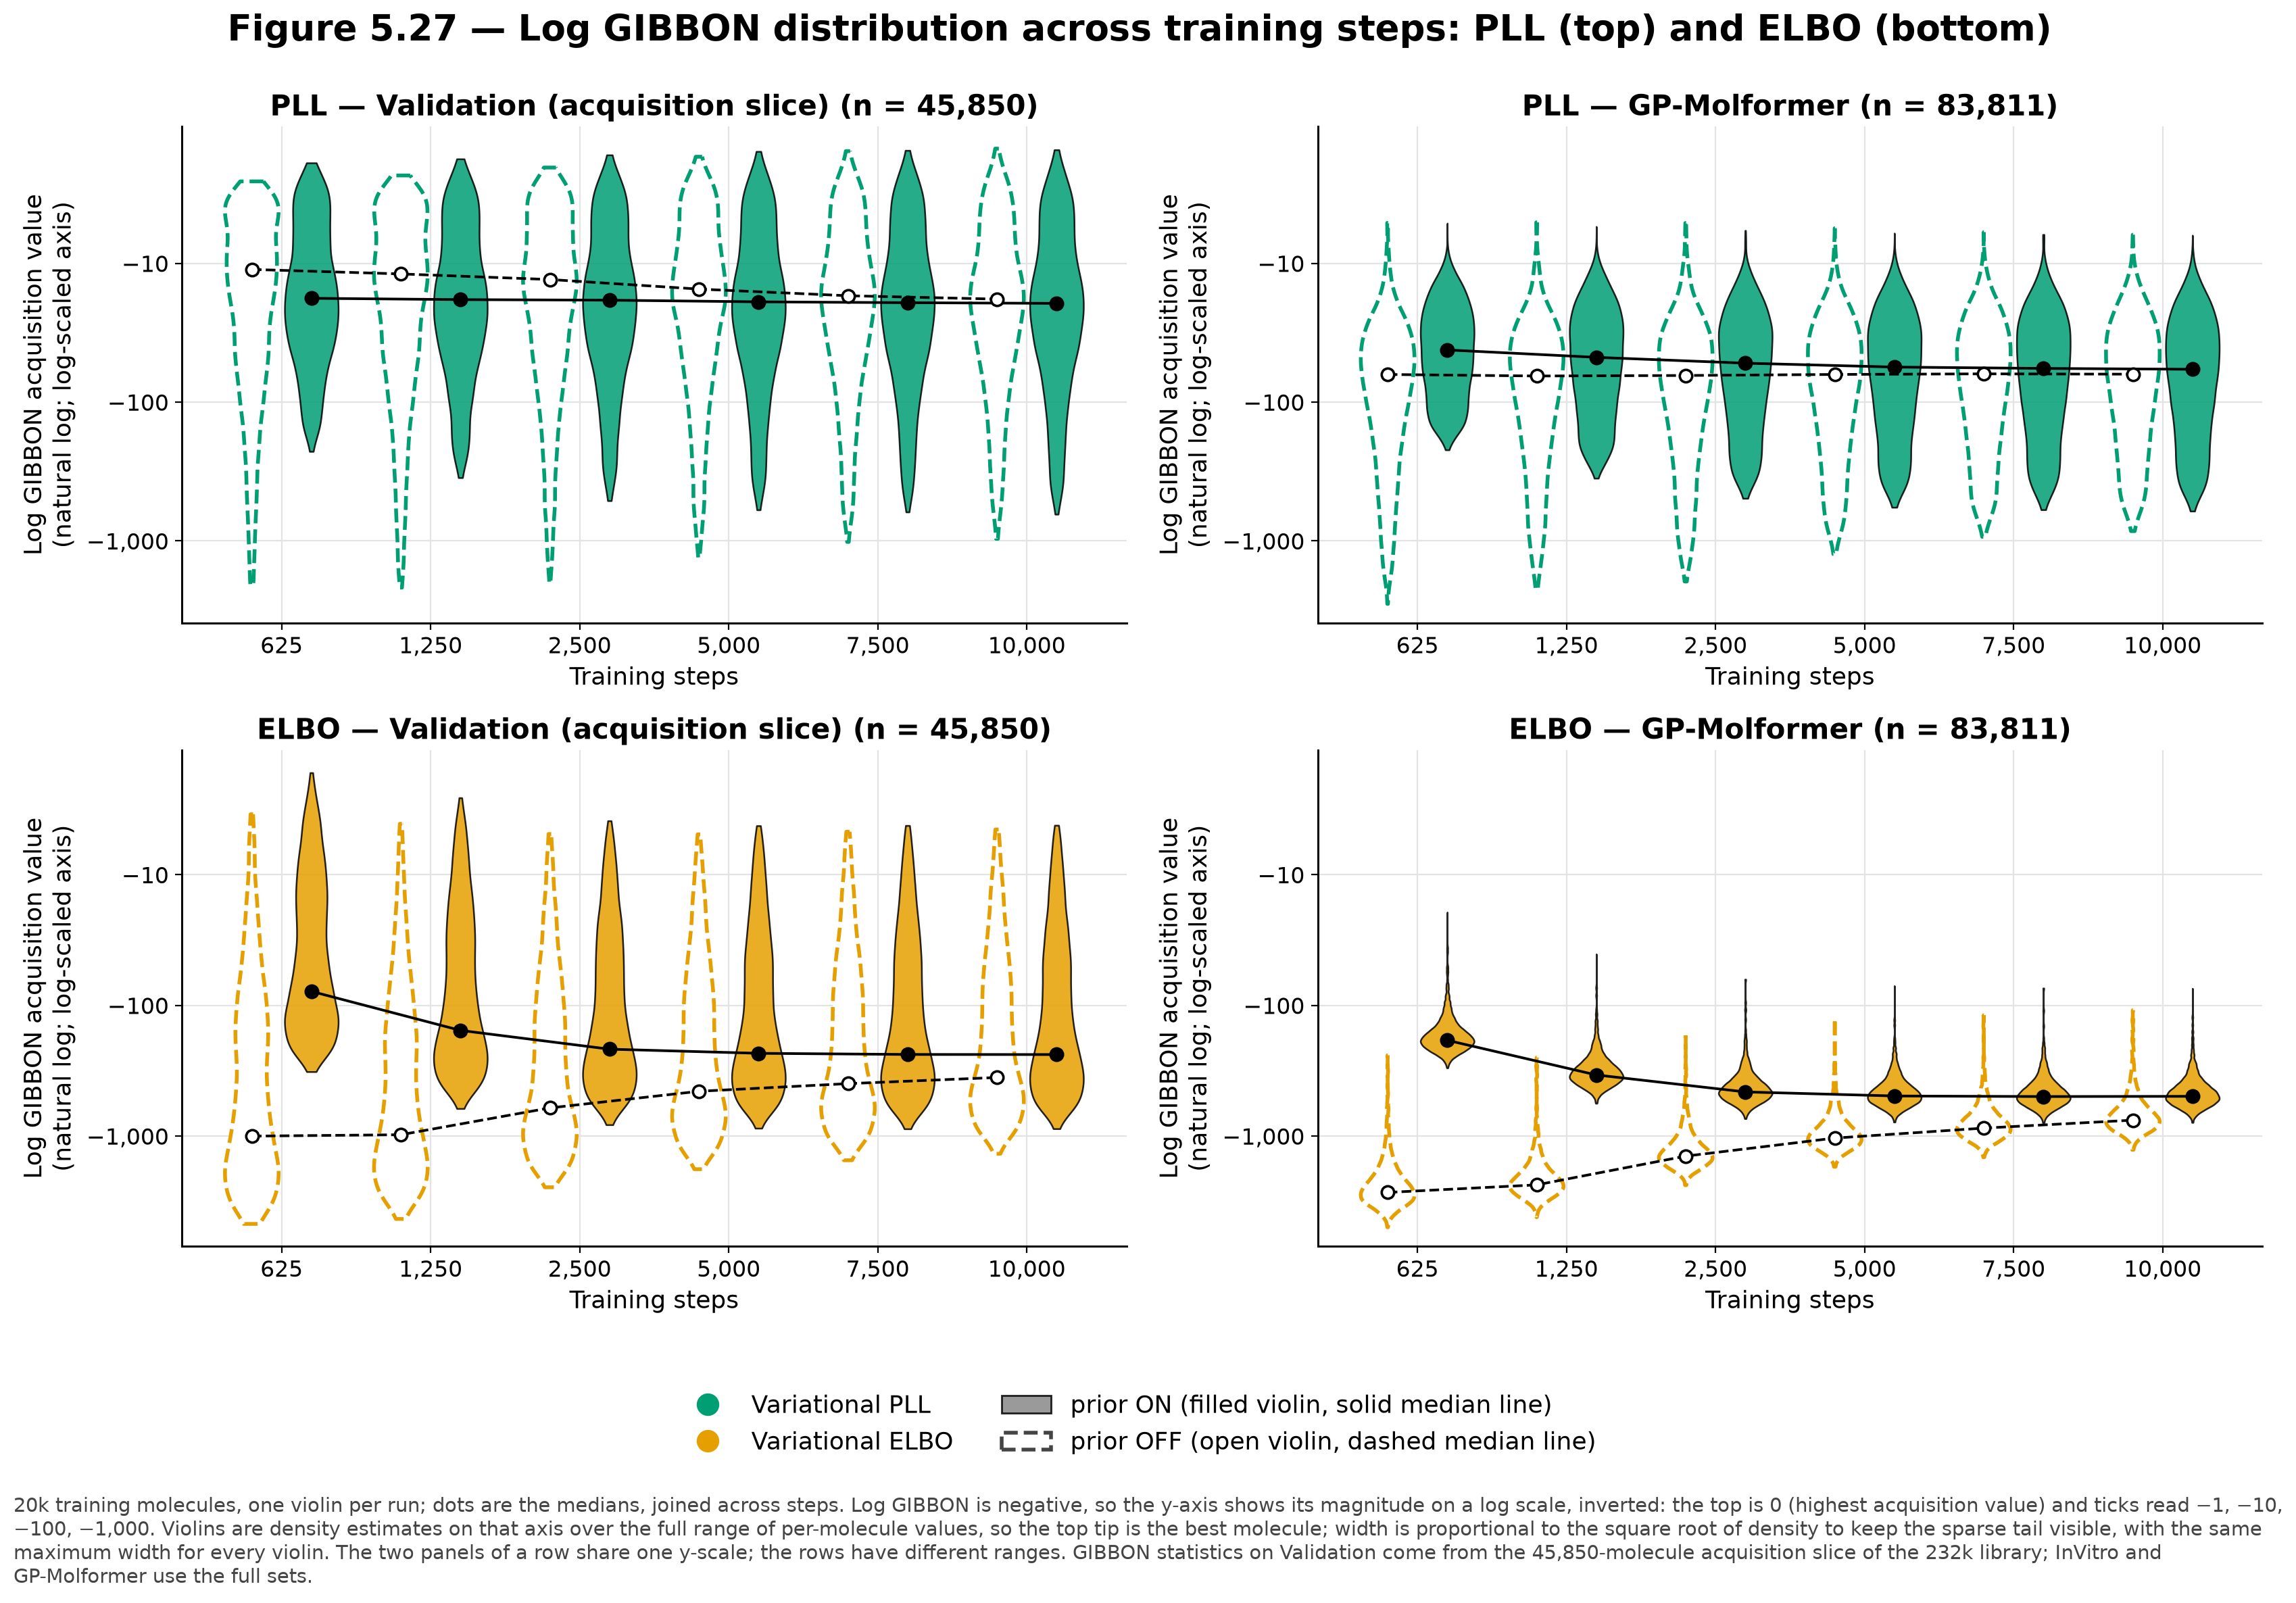 Figure 5.27 — Log GIBBON distribution across training steps: PLL (top) and ELBO (bottom)
PLL — Validation (acquisition slice) (n = 45,850)
Log GIBBON acquisition value
(natural log; log-scaled axis)
−10
−100
−1,000
625
1,250
2,500
5,000
7,500
10,000
Training steps
PLL — GP-Molformer (n = 83,811)
Log GIBBON acquisition value
(natural log; log-scaled axis)
−10
−100
−1,000
625
1,250
2,500
5,000
7,500
10,000
Training steps
ELBO — Validation (acquisition slice) (n = 45,850)
Log GIBBON acquisition value
(natural log; log-scaled axis)
−10
−100
−1,000
625
1,250
2,500
5,000
7,500
10,000
Training steps
ELBO — GP-Molformer (n = 83,811)
Log GIBBON acquisition value
(natural log; log-scaled axis)
−10
−100
−1,000
625
1,250
2,500
5,000
7,500
10,000
Training steps
Variational PLL
Variational ELBO
prior ON (filled violin, solid median line)
prior OFF (open violin, dashed median line)
20k training molecules, one violin per run; dots are the medians, joined across steps. Log GIBBON is negative, so the y-axis shows its magnitude on a log scale, inverted: the top is 0 (highest acquisition value) and ticks read −1, −10,
−100, −1,000. Violins are density estimates on that axis over the full range of per-molecule values, so the top tip is the best molecule; width is proportional to the square root of density to keep the sparse tail visible, with the same
maximum width for every violin. The two panels of a row share one y-scale; the rows have different ranges. GIBBON statistics on Validation come from the 45,850-molecule acquisition slice of the 232k library; InVitro and
GP-Molformer use the full sets.